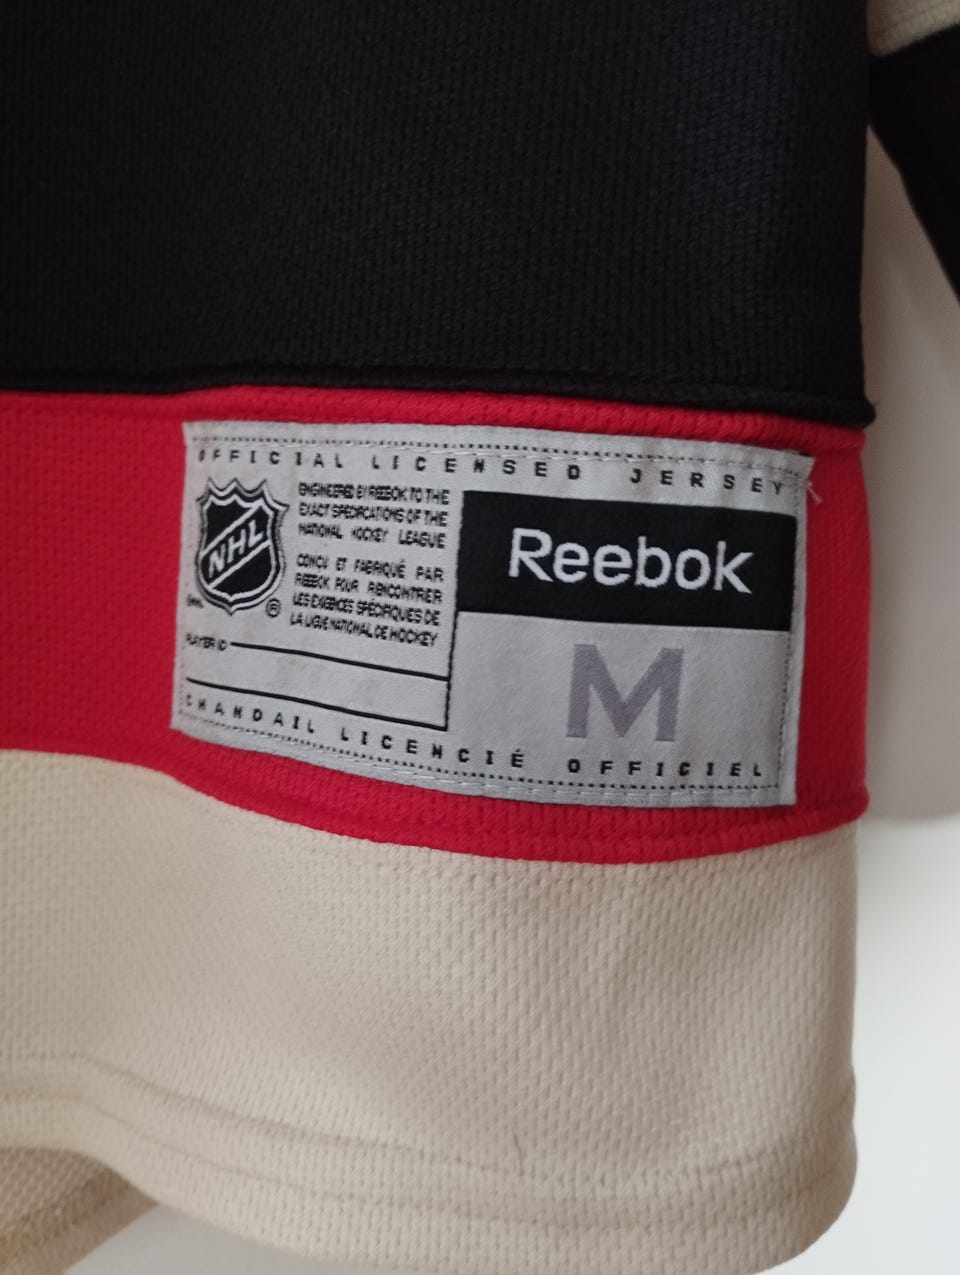 OFFICIAL LICENSED JERSEY
NHL
ENGINEERED BY REEBOK TO THE
EXACT SPECIFICATIONS OF THE
NATIONAL HOCKEY LEAGUE
CONÇU ET FABRIQUÉ PAR
REEBOK POUR RENCONTRER
LES EXIGENCES SPÉCIFIQUES DE
LA LIGUE NATIONAL DE HOCKEY
©NHL
®
PLAYER ID
Reebok
M
CHANDAIL LICENCIÉ OFFICIEL